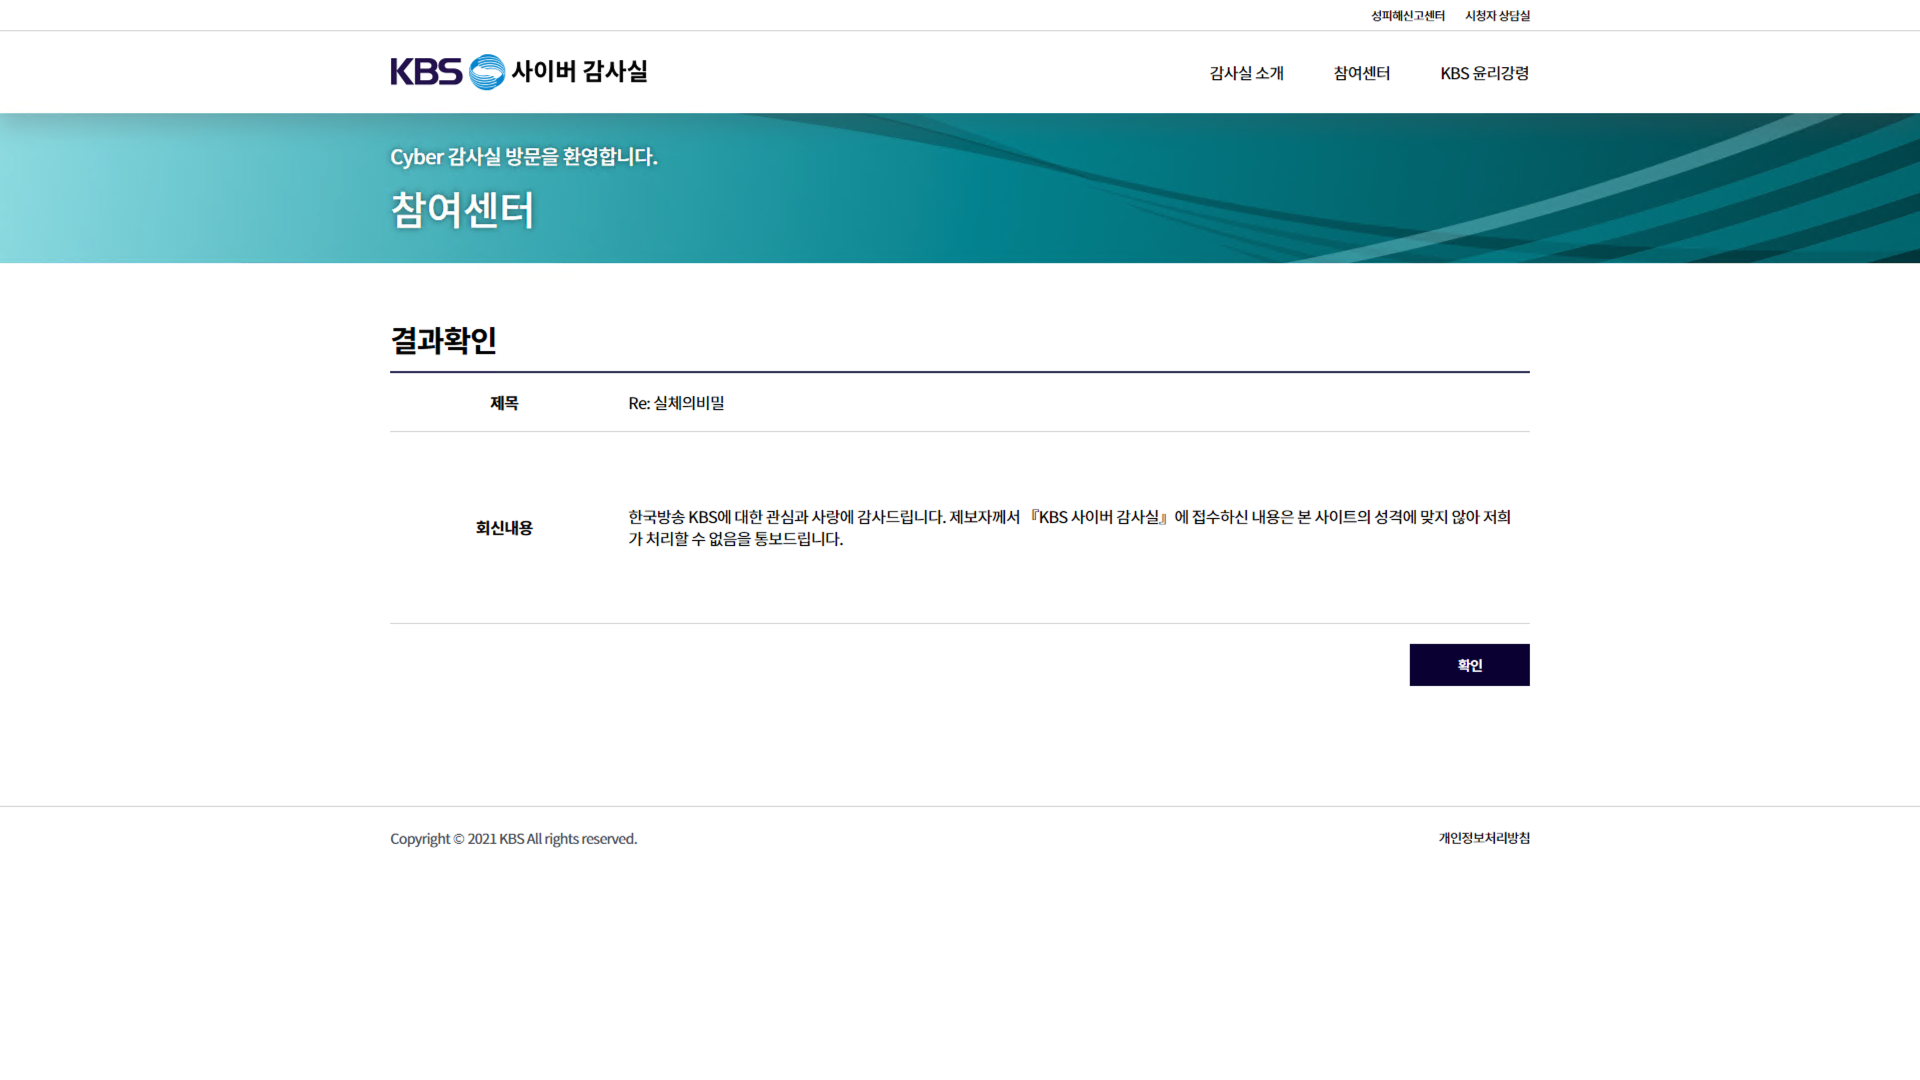 성피해신고센터 시청자 상담실
KBS 사이버 감사실 감사실 소개 참여센터 KBS 윤리강령
Cyber 감사실 방문을 환영합니다.
참여센터
결과확인
제목 Re: 실체의비밀
회신내용 한국방송 KBS에 대한 관심과 사랑에 감사드립니다. 제보자께서 『KBS 사이버 감사실』에 접수하신 내용은 본 사이트의 성격에 맞지 않아 저희
가 처리할 수 없음을 통보드립니다.
확인
Copyright © 2021 KBS All rights reserved. 개인정보처리방침